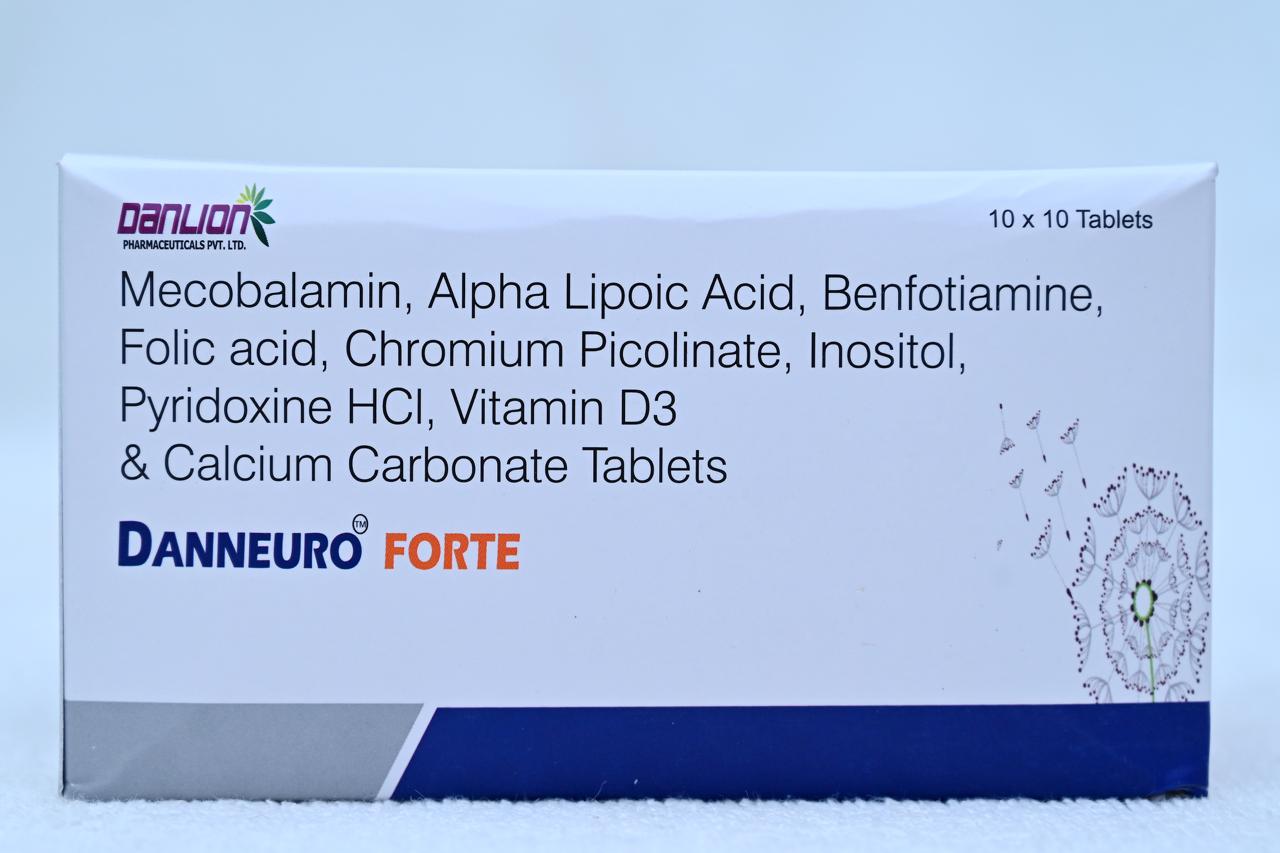 DANLION
PHARMACEUTICALS PVT. LTD.
10 x 10 Tablets
Mecobalamin, Alpha Lipoic Acid, Benfotiamine,
Folic acid, Chromium Picolinate, Inositol,
Pyridoxine HCl, Vitamin D3
& Calcium Carbonate Tablets
DANNEURO™ FORTE